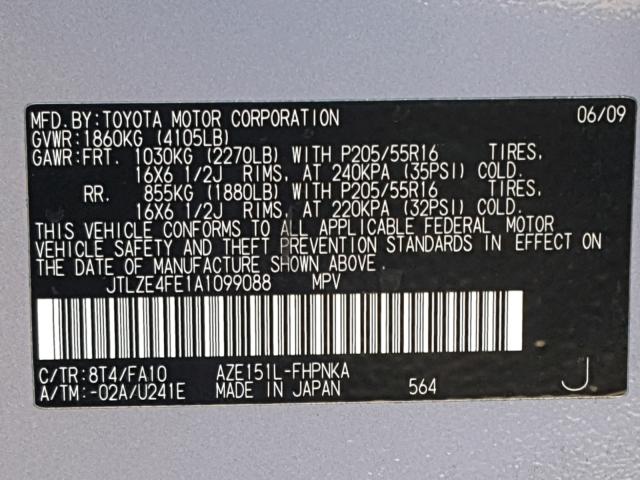 MFD.BY:TOYOTA MOTOR CORPORATION 06/09
GVWR:1860KG (4105LB)
GAWR:FRT. 1030KG (2270LB) WITH P205/55R16 TIRES,
16X6 1/2J RIMS, AT 240KPA (35PSI) COLD.
RR. 855KG (1880LB) WITH P205/55R16 TIRES,
16X6 1/2J RIMS, AT 220KPA (32PSI) COLD.
THIS VEHICLE CONFORMS TO ALL APPLICABLE FEDERAL MOTOR
VEHICLE SAFETY AND THEFT PREVENTION STANDARDS IN EFFECT ON
THE DATE OF MANUFACTURE SHOWN ABOVE.
JTLZE4FE1A1099088 MPV
C/TR:8T4/FA10 AZE151L-FHPNKA
A/TM:-02A/U241E MADE IN JAPAN 564 J